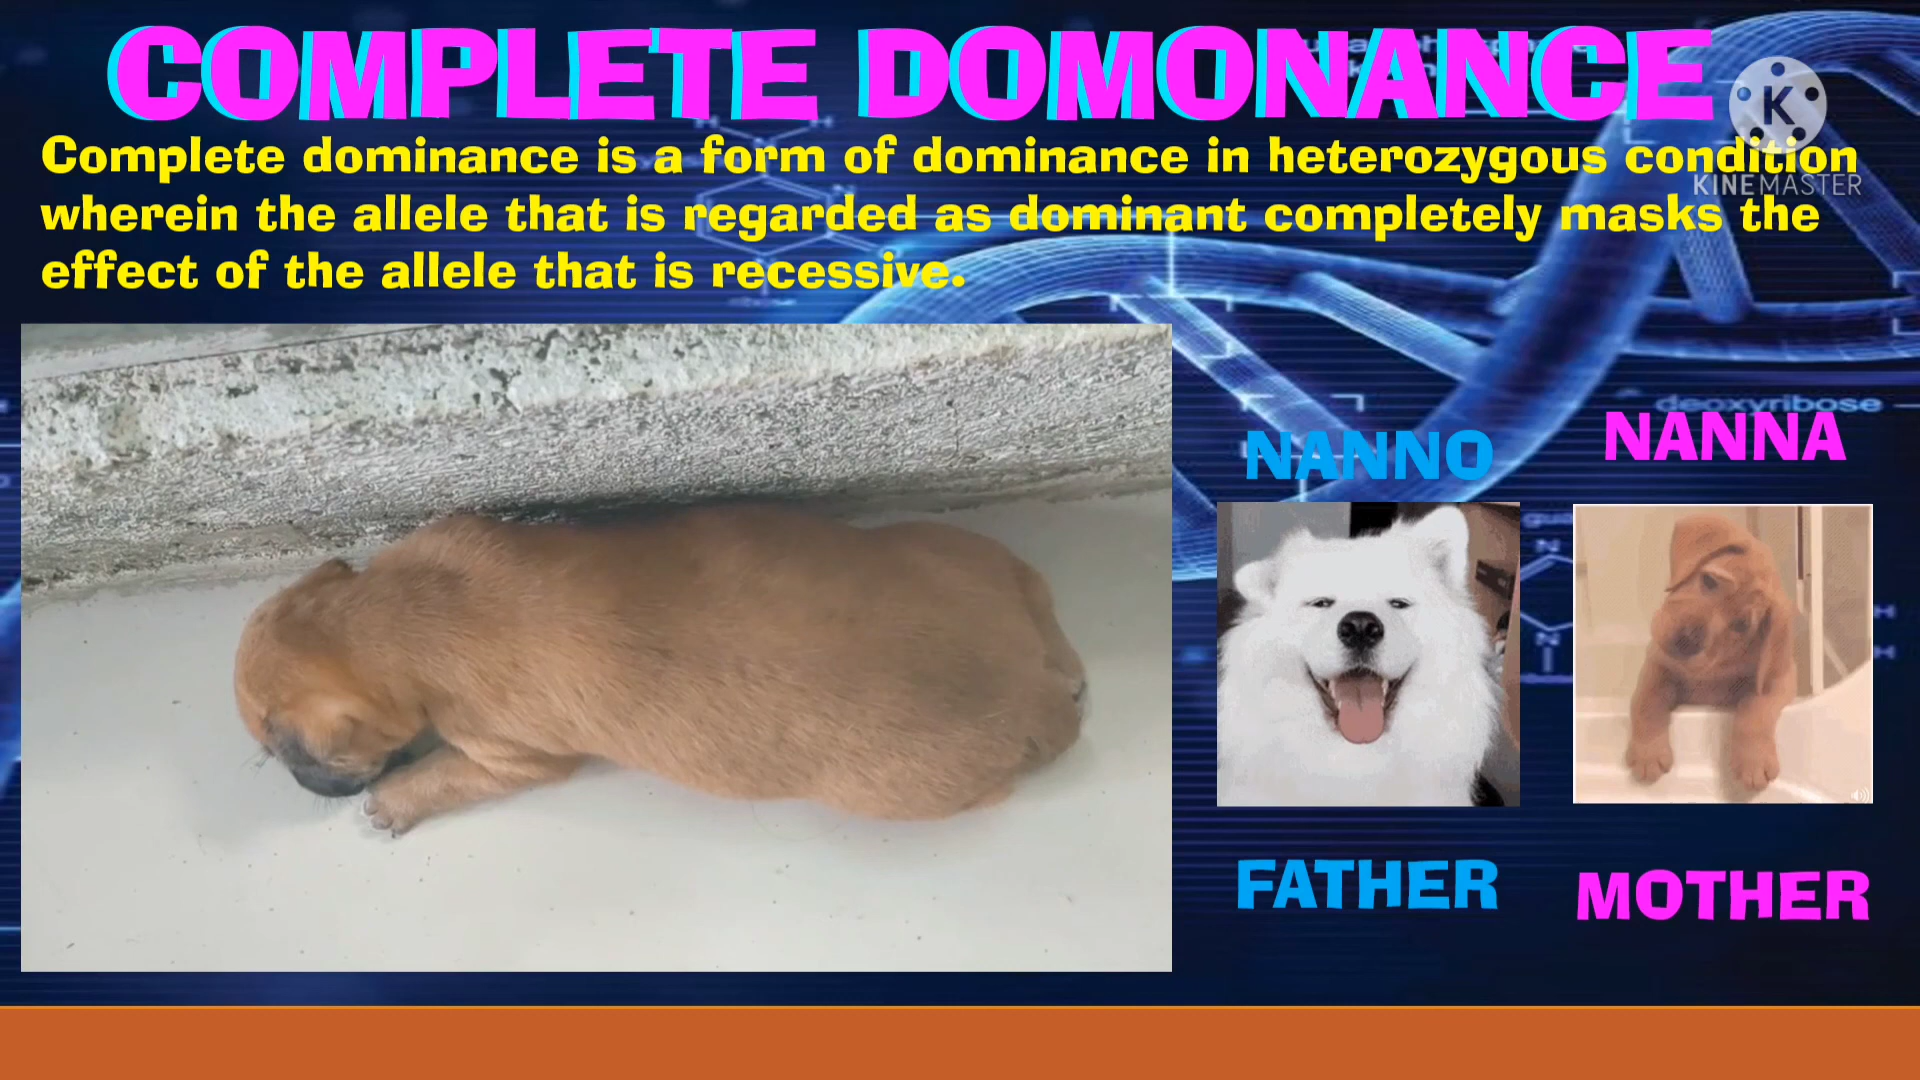 COMPLETE DOMONANCE
Complete dominance is a form of dominance in heterozygous condition
wherein the allele that is regarded as dominant completely masks the
effect of the allele that is recessive.
K
KINEMASTER
deoxyribose
NANNO
NANNA
H
N
H
N
FATHER
MOTHER